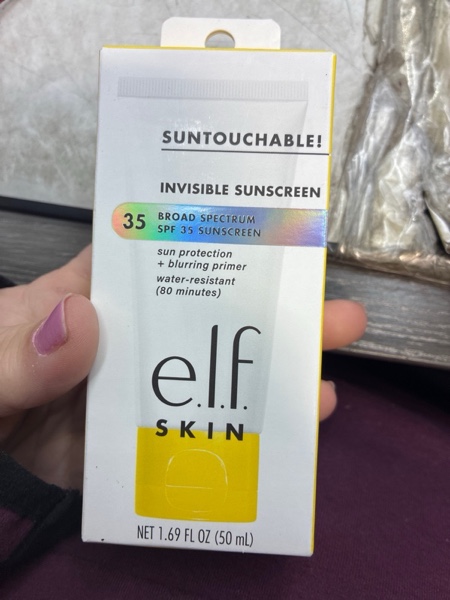 SUNTOUCHABLE!
INVISIBLE SUNSCREEN
35 BROAD SPECTRUM
SPF 35 SUNSCREEN
sun protection
+ blurring primer
water-resistant
(80 minutes)
e.l.f.
SKIN
NET 1.69 FL OZ (50 mL)